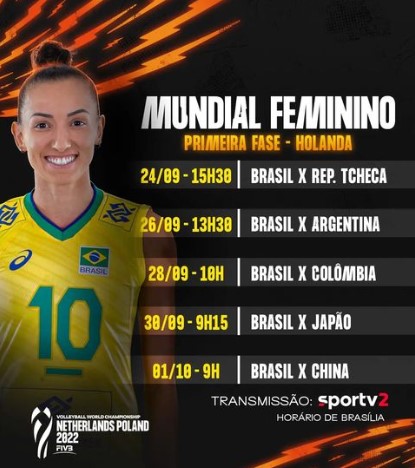 MUNDIAL FEMININO
PRIMEIRA FASE - HOLANDA
24/09 - 15H30 | BRASIL X REP. TCHECA
26/09 - 13H30 | BRASIL X ARGENTINA
28/09 - 10H | BRASIL X COLÔMBIA
30/09 - 9H15 | BRASIL X JAPÃO
01/10 - 9H | BRASIL X CHINA
TRANSMISSÃO: sportv2
HORÁRIO DE BRASÍLIA
BRASIL
10
VOLLEYBALL WORLD CHAMPIONSHIP
NETHERLANDS POLAND
2022
FIVB